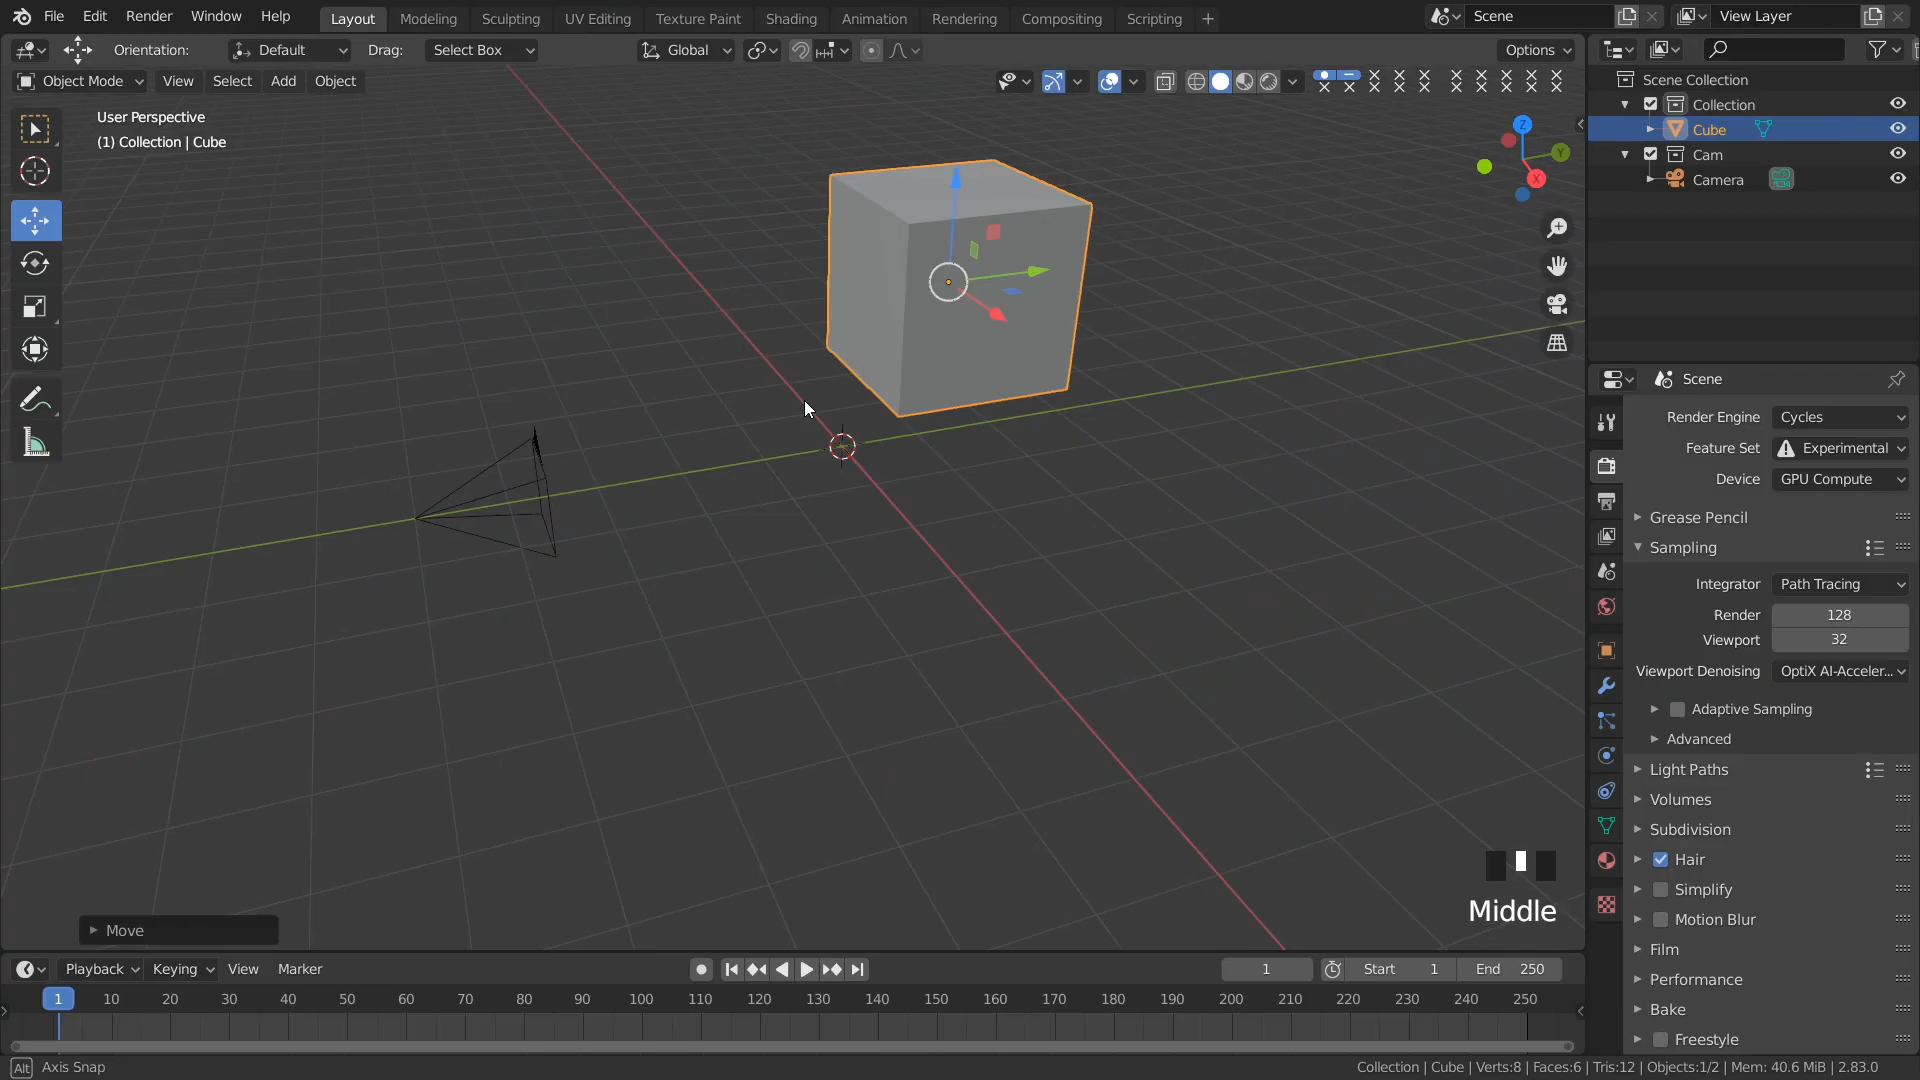 File Edit Render Window Help Layout Modeling Sculpting UV Editing Texture Paint Shading Animation Rendering Compositing Scripting + Scene View Layer
Orientation: Default Drag: Select Box Global Options
Object Mode View Select Add Object
User Perspective
(1) Collection | Cube
Z
Y
X
Scene Collection
Collection
Cube
Cam
Camera
Scene
Render Engine Cycles
Feature Set Experimental
Device GPU Compute
Grease Pencil
Sampling
Integrator Path Tracing
Render 128
Viewport 32
Viewport Denoising OptiX AI-Acceler...
Adaptive Sampling
Advanced
Light Paths
Volumes
Subdivision
Hair
Simplify
Motion Blur
Film
Performance
Bake
Freestyle
Middle
Move
Playback Keying View Marker 1 Start 1 End 250
1 10 20 30 40 50 60 70 80 90 100 110 120 130 140 150 160 170 180 190 200 210 220 230 240 250
Alt Axis Snap Collection | Cube | Verts:8 | Faces:6 | Tris:12 | Objects:1/2 | Mem: 40.6 MiB | 2.83.0